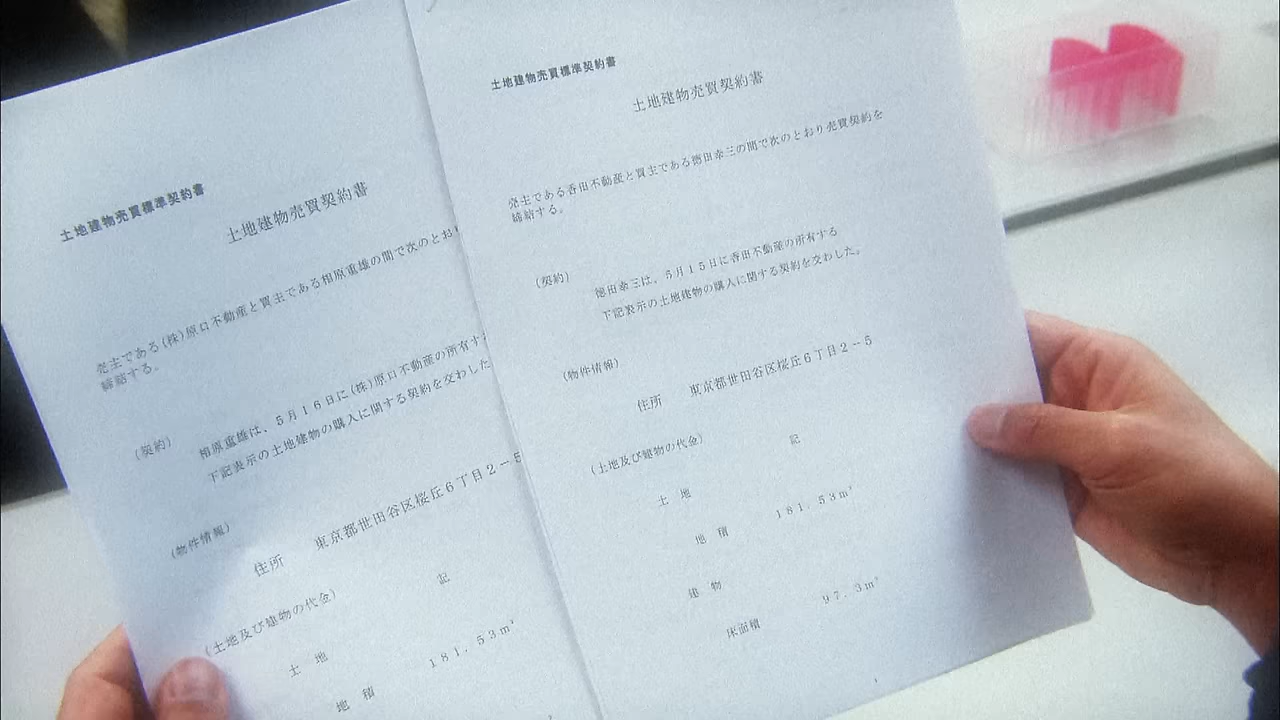 土地建物売買標準契約書
土地建物売買契約書
売主である(株)原口不動産と買主である相原重雄の間で次のとおり
締結する。
(契約)
相原重雄は、5月16日に(株)原口不動産の所有す
下記表示の土地建物の購入に関する契約を交わした
(物件情報)
住所 東京都世田谷区桜丘6丁目2-5
(土地及び建物の代金)
記
土地
地積 181.53m²
土地建物売買標準契約書
土地建物売買契約書
売主である香田不動産と買主である徳田幸三の間で次のとおり売買契約を
締結する。
(契約)
徳田幸三は、5月15日に香田不動産の所有する
下記表示の土地建物の購入に関する契約を交わした。
(物件情報)
住所 東京都世田谷区桜丘6丁目2-5
(土地及び建物の代金)
記
土地
地積 181.53m²
建物
床面積 97.3m²
1